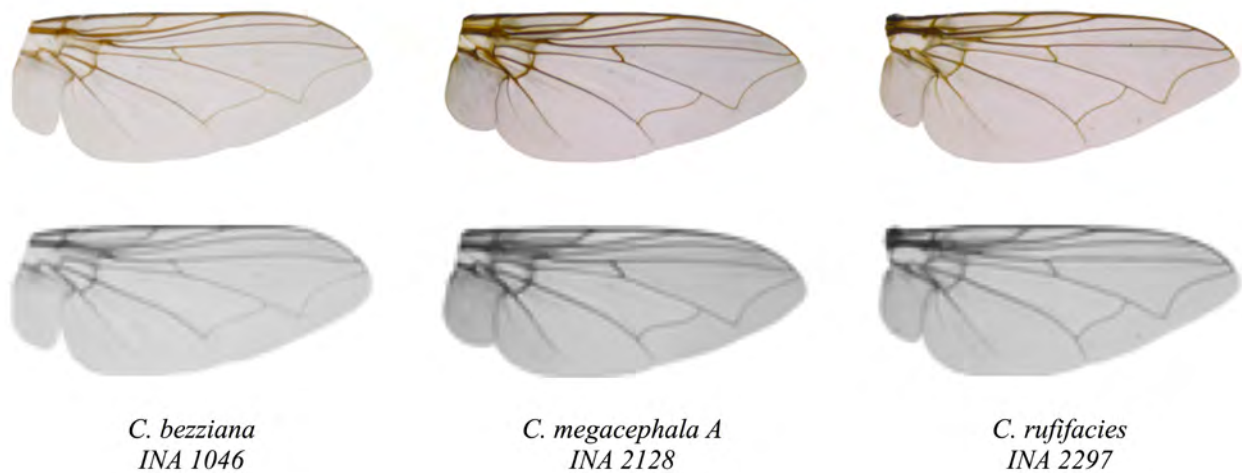 C. bezziana
INA 1046
C. megacephala A
INA 2128
C. rufifacies
INA 2297